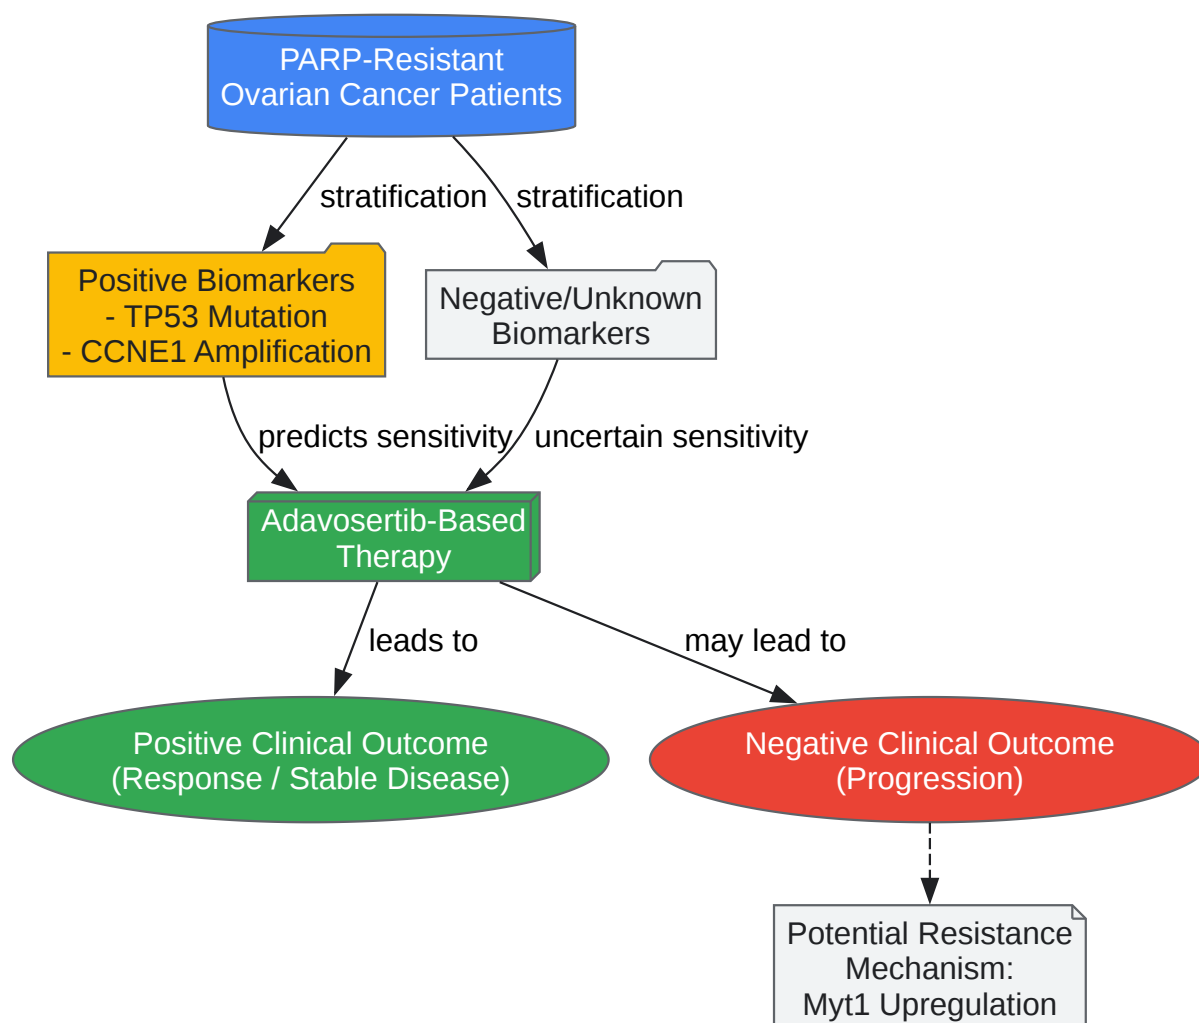 PARP-Resistant
Ovarian Cancer Patients
stratification
stratification
Positive Biomarkers
- TP53 Mutation
- CCNE1 Amplification
Negative/Unknown
Biomarkers
predicts sensitivity
uncertain sensitivity
Adavosertib-Based
Therapy
leads to
may lead to
Positive Clinical Outcome
(Response / Stable Disease)
Negative Clinical Outcome
(Progression)
Potential Resistance
Mechanism:
Myt1 Upregulation